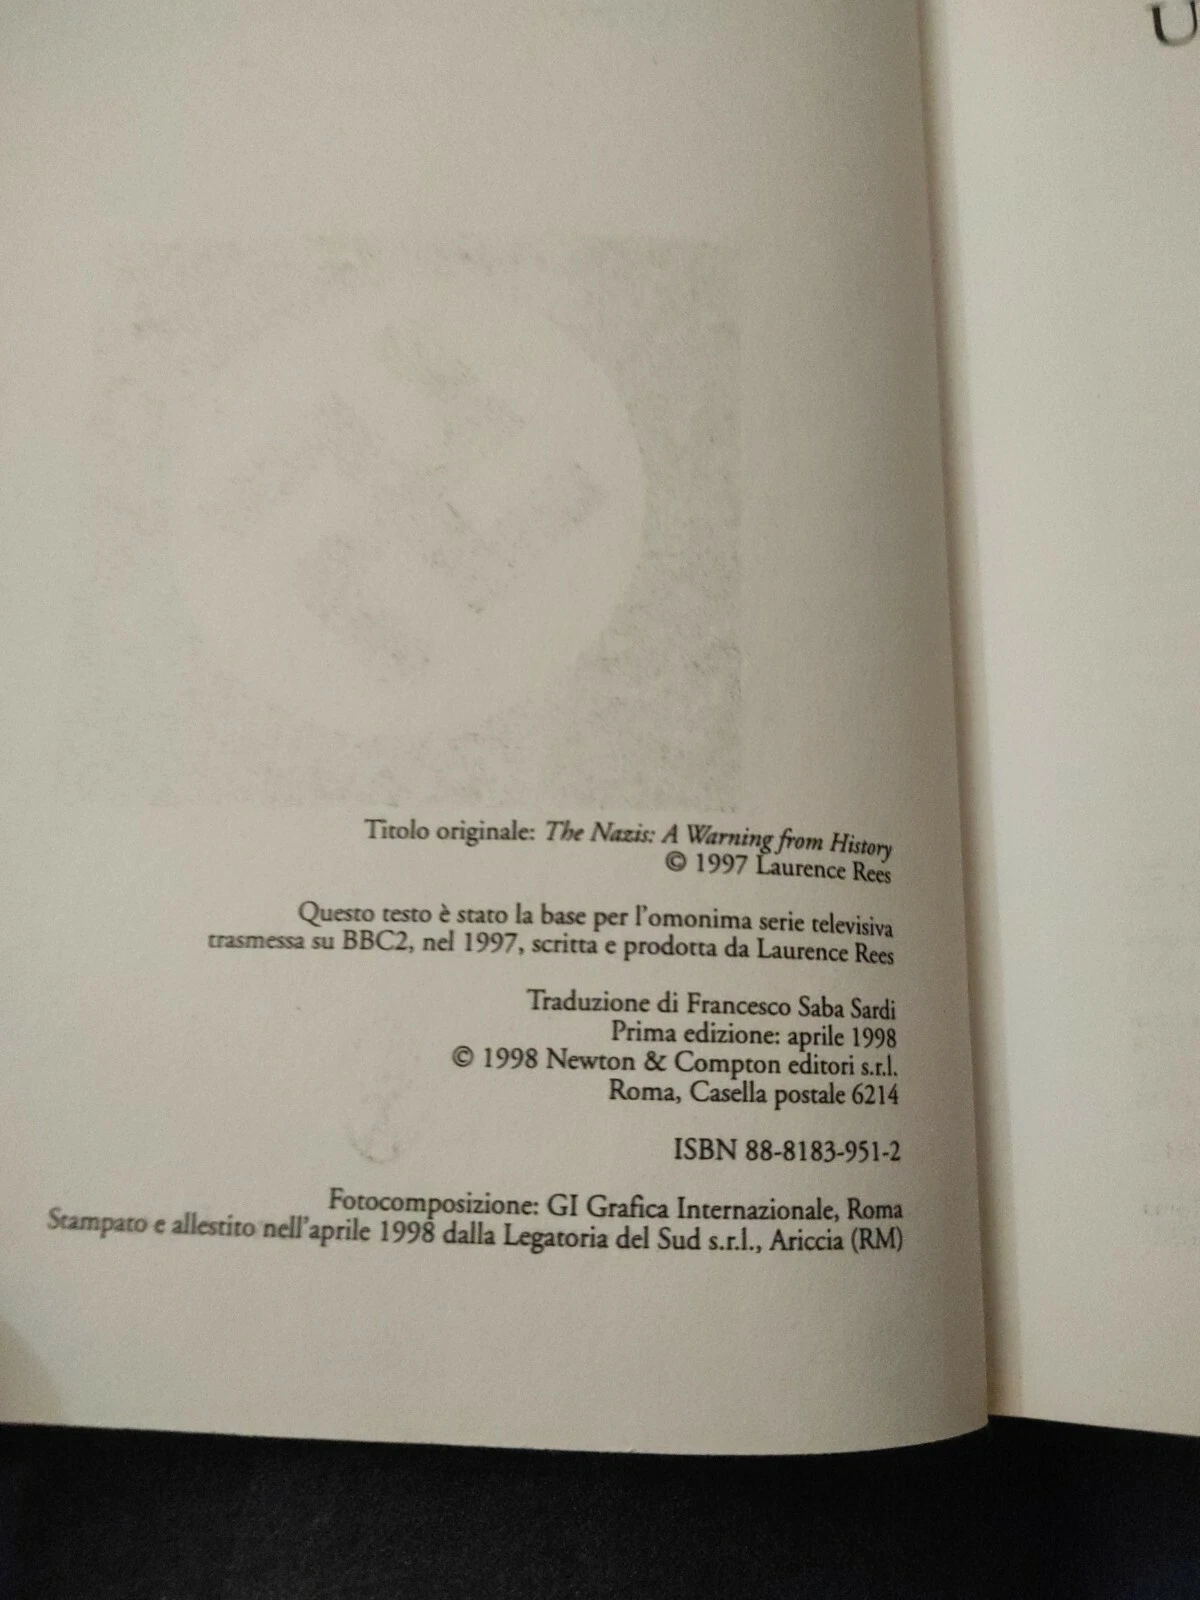 U
Titolo originale: The Nazis: A Warning from History
© 1997 Laurence Rees
Questo testo è stato la base per l'omonima serie televisiva
trasmessa su BBC2, nel 1997, scritta e prodotta da Laurence Rees
Traduzione di Francesco Saba Sardi
Prima edizione: aprile 1998
© 1998 Newton & Compton editori s.r.l.
Roma, Casella postale 6214
ISBN 88-8183-951-2
Fotocomposizione: GI Grafica Internazionale, Roma
Stampato e allestito nell'aprile 1998 dalla Legatoria del Sud s.r.l., Ariccia (RM)